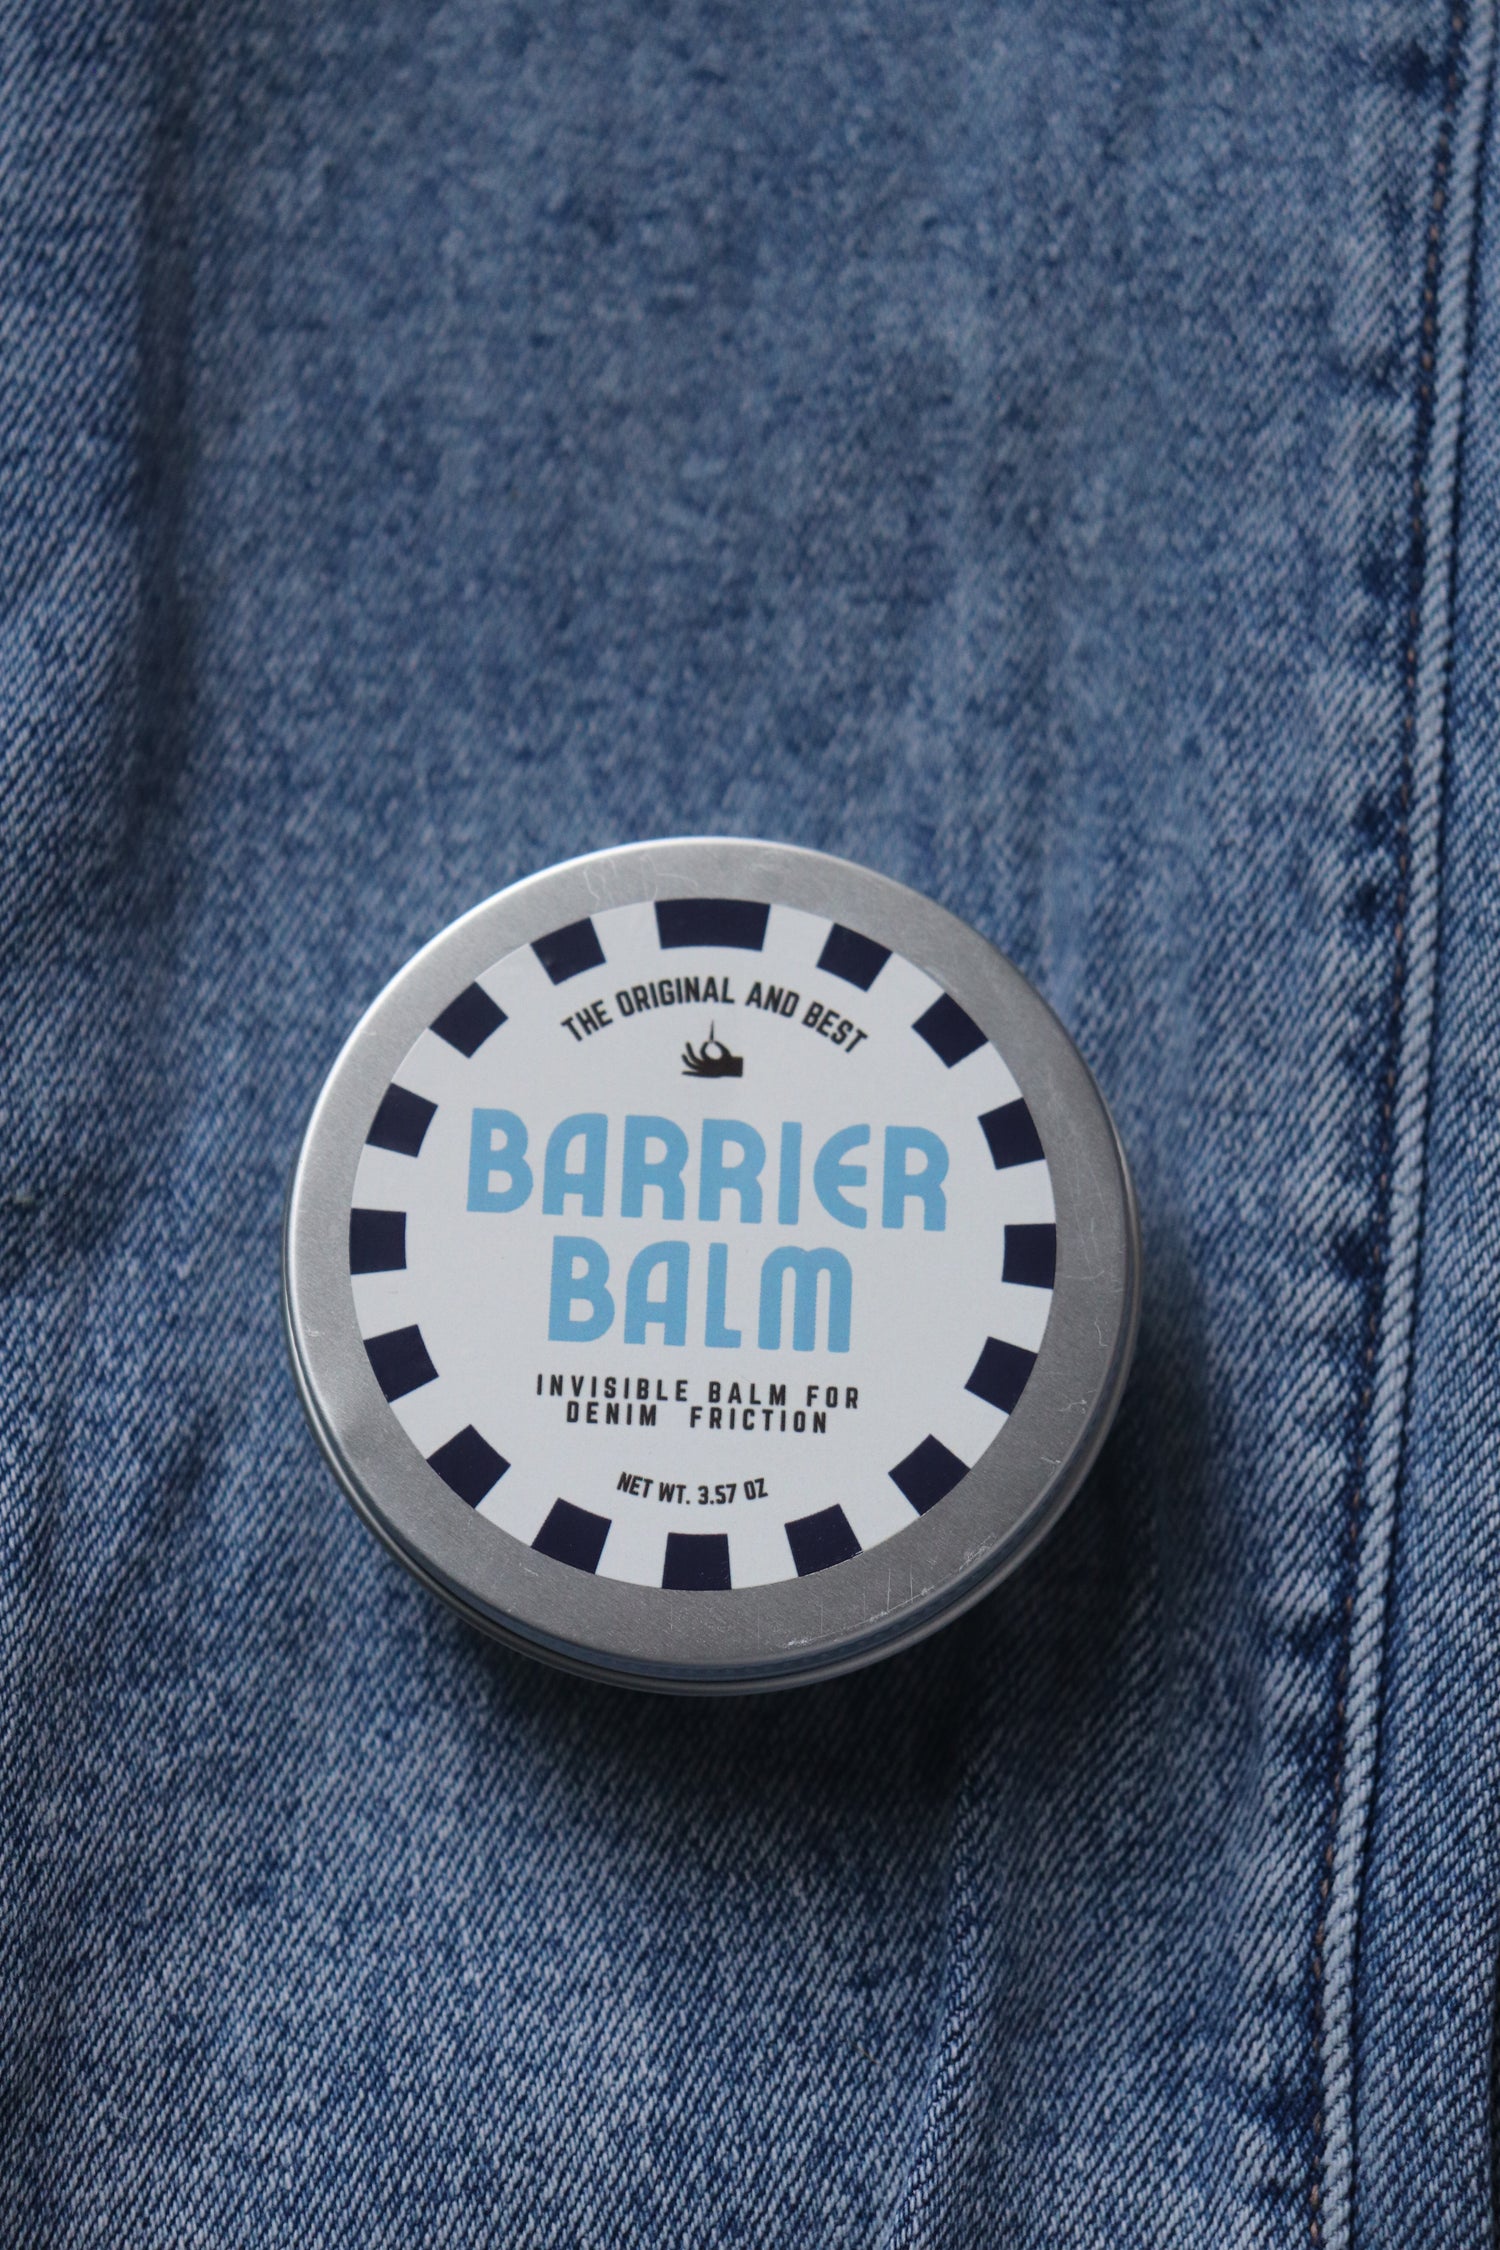 THE ORIGINAL AND BEST
BARRIER
BALM
INVISIBLE BALM FOR
DENIM FRICTION
NET WT. 3.57 OZ